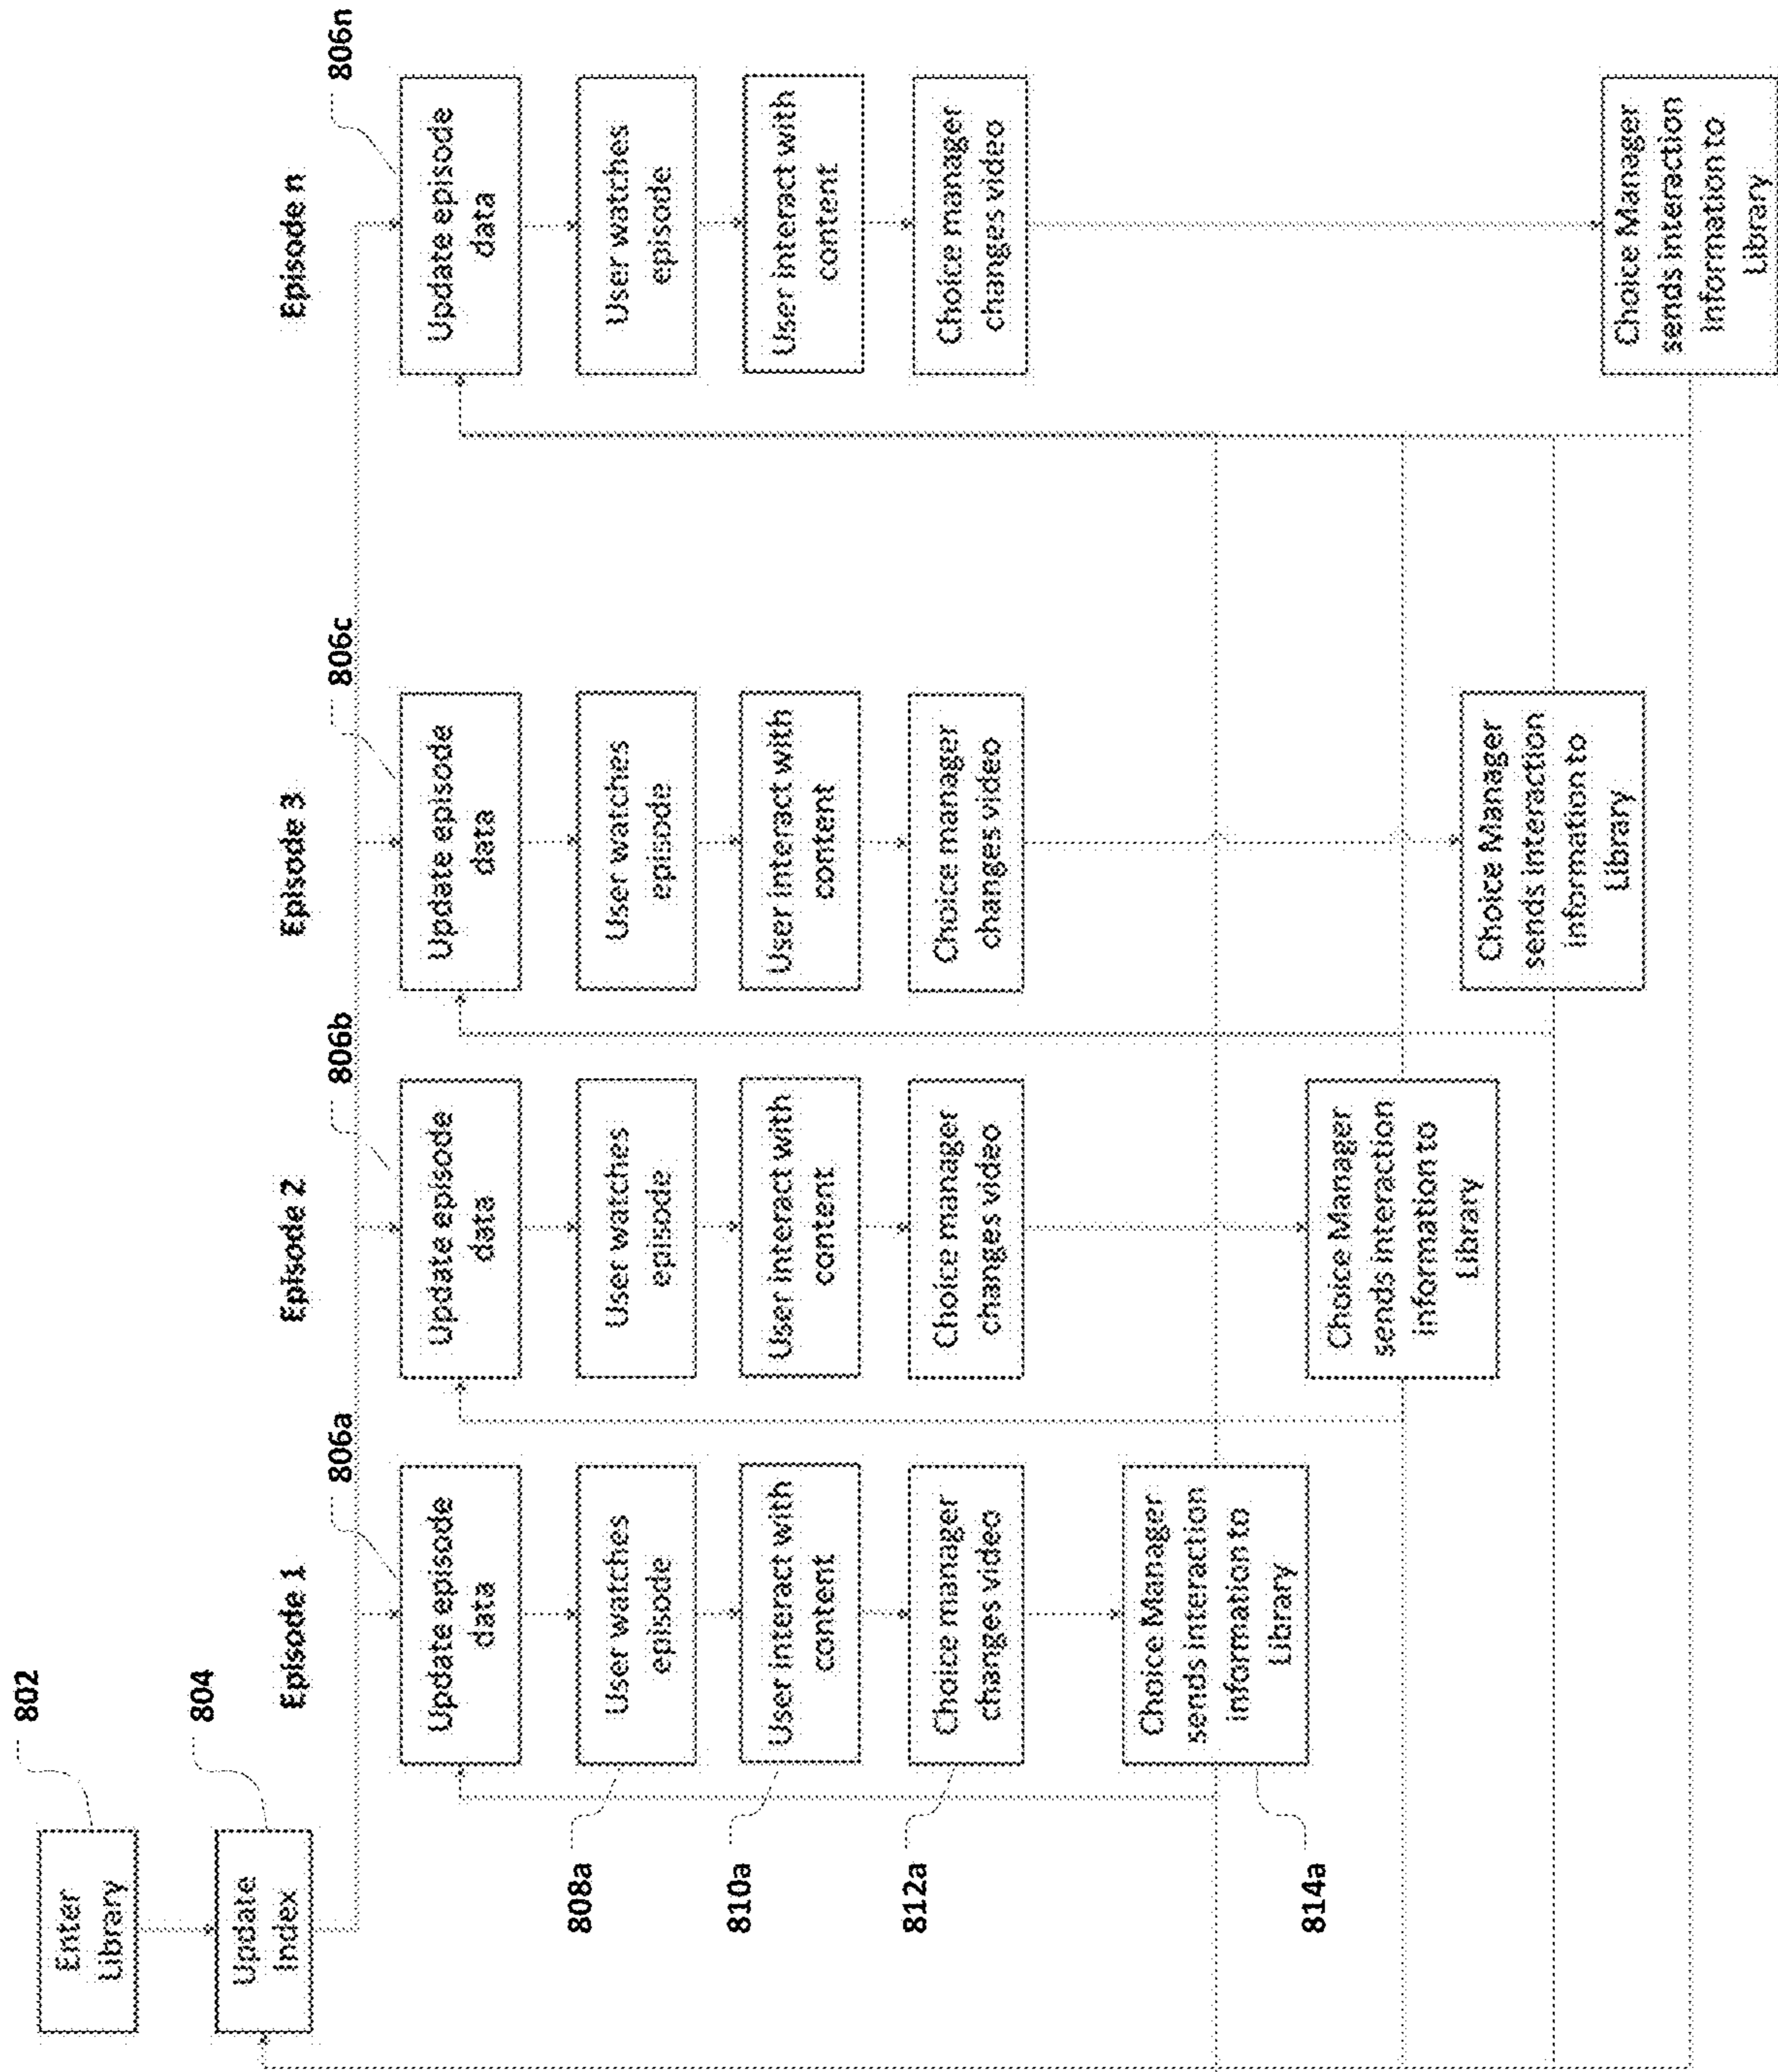 802
Enter
Library
804
Update
Index
Episode 1
806a
Update episode
data
808a
User watches
episode
810a
User interact with
content
812a
Choice manager
changes video
814a
Choice Manager
sends interaction
information to
Library
Episode 2
806b
Update episode
data
User watches
episode
User interact with
content
Choice manager
changes video
Choice Manager
sends interaction
information to
Library
Episode 3
806c
Update episode
data
User watches
episode
User interact with
content
Choice manager
changes video
Choice Manager
sends interaction
information to
Library
Episode n
806n
Update episode
data
User watches
episode
User interact with
content
Choice manager
changes video
Choice Manager
sends interaction
information to
Library